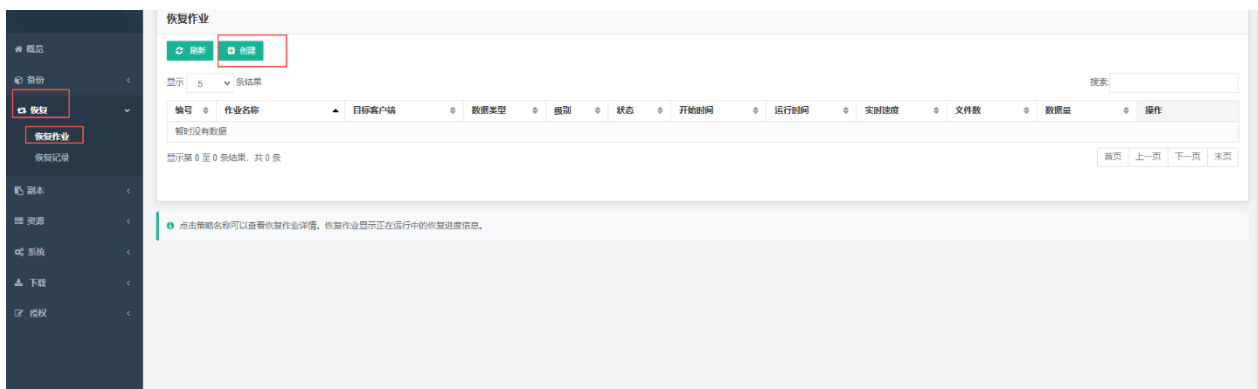 恢复作业
概览
备份
恢复
恢复作业
恢复记录
副本
资源
系统
下载
授权
刷新 创建
显示 5 条结果 搜索:
编号 作业名称 目标客户端 数据类型 级别 状态 开始时间 运行时间 实时速度 文件数 数据量 操作
暂时没有数据
显示第 0 至 0 条结果，共 0 条
首页 上一页 下一页 末页
点击策略名称可以查看恢复作业详情。恢复作业显示正在运行中的恢复进度信息。